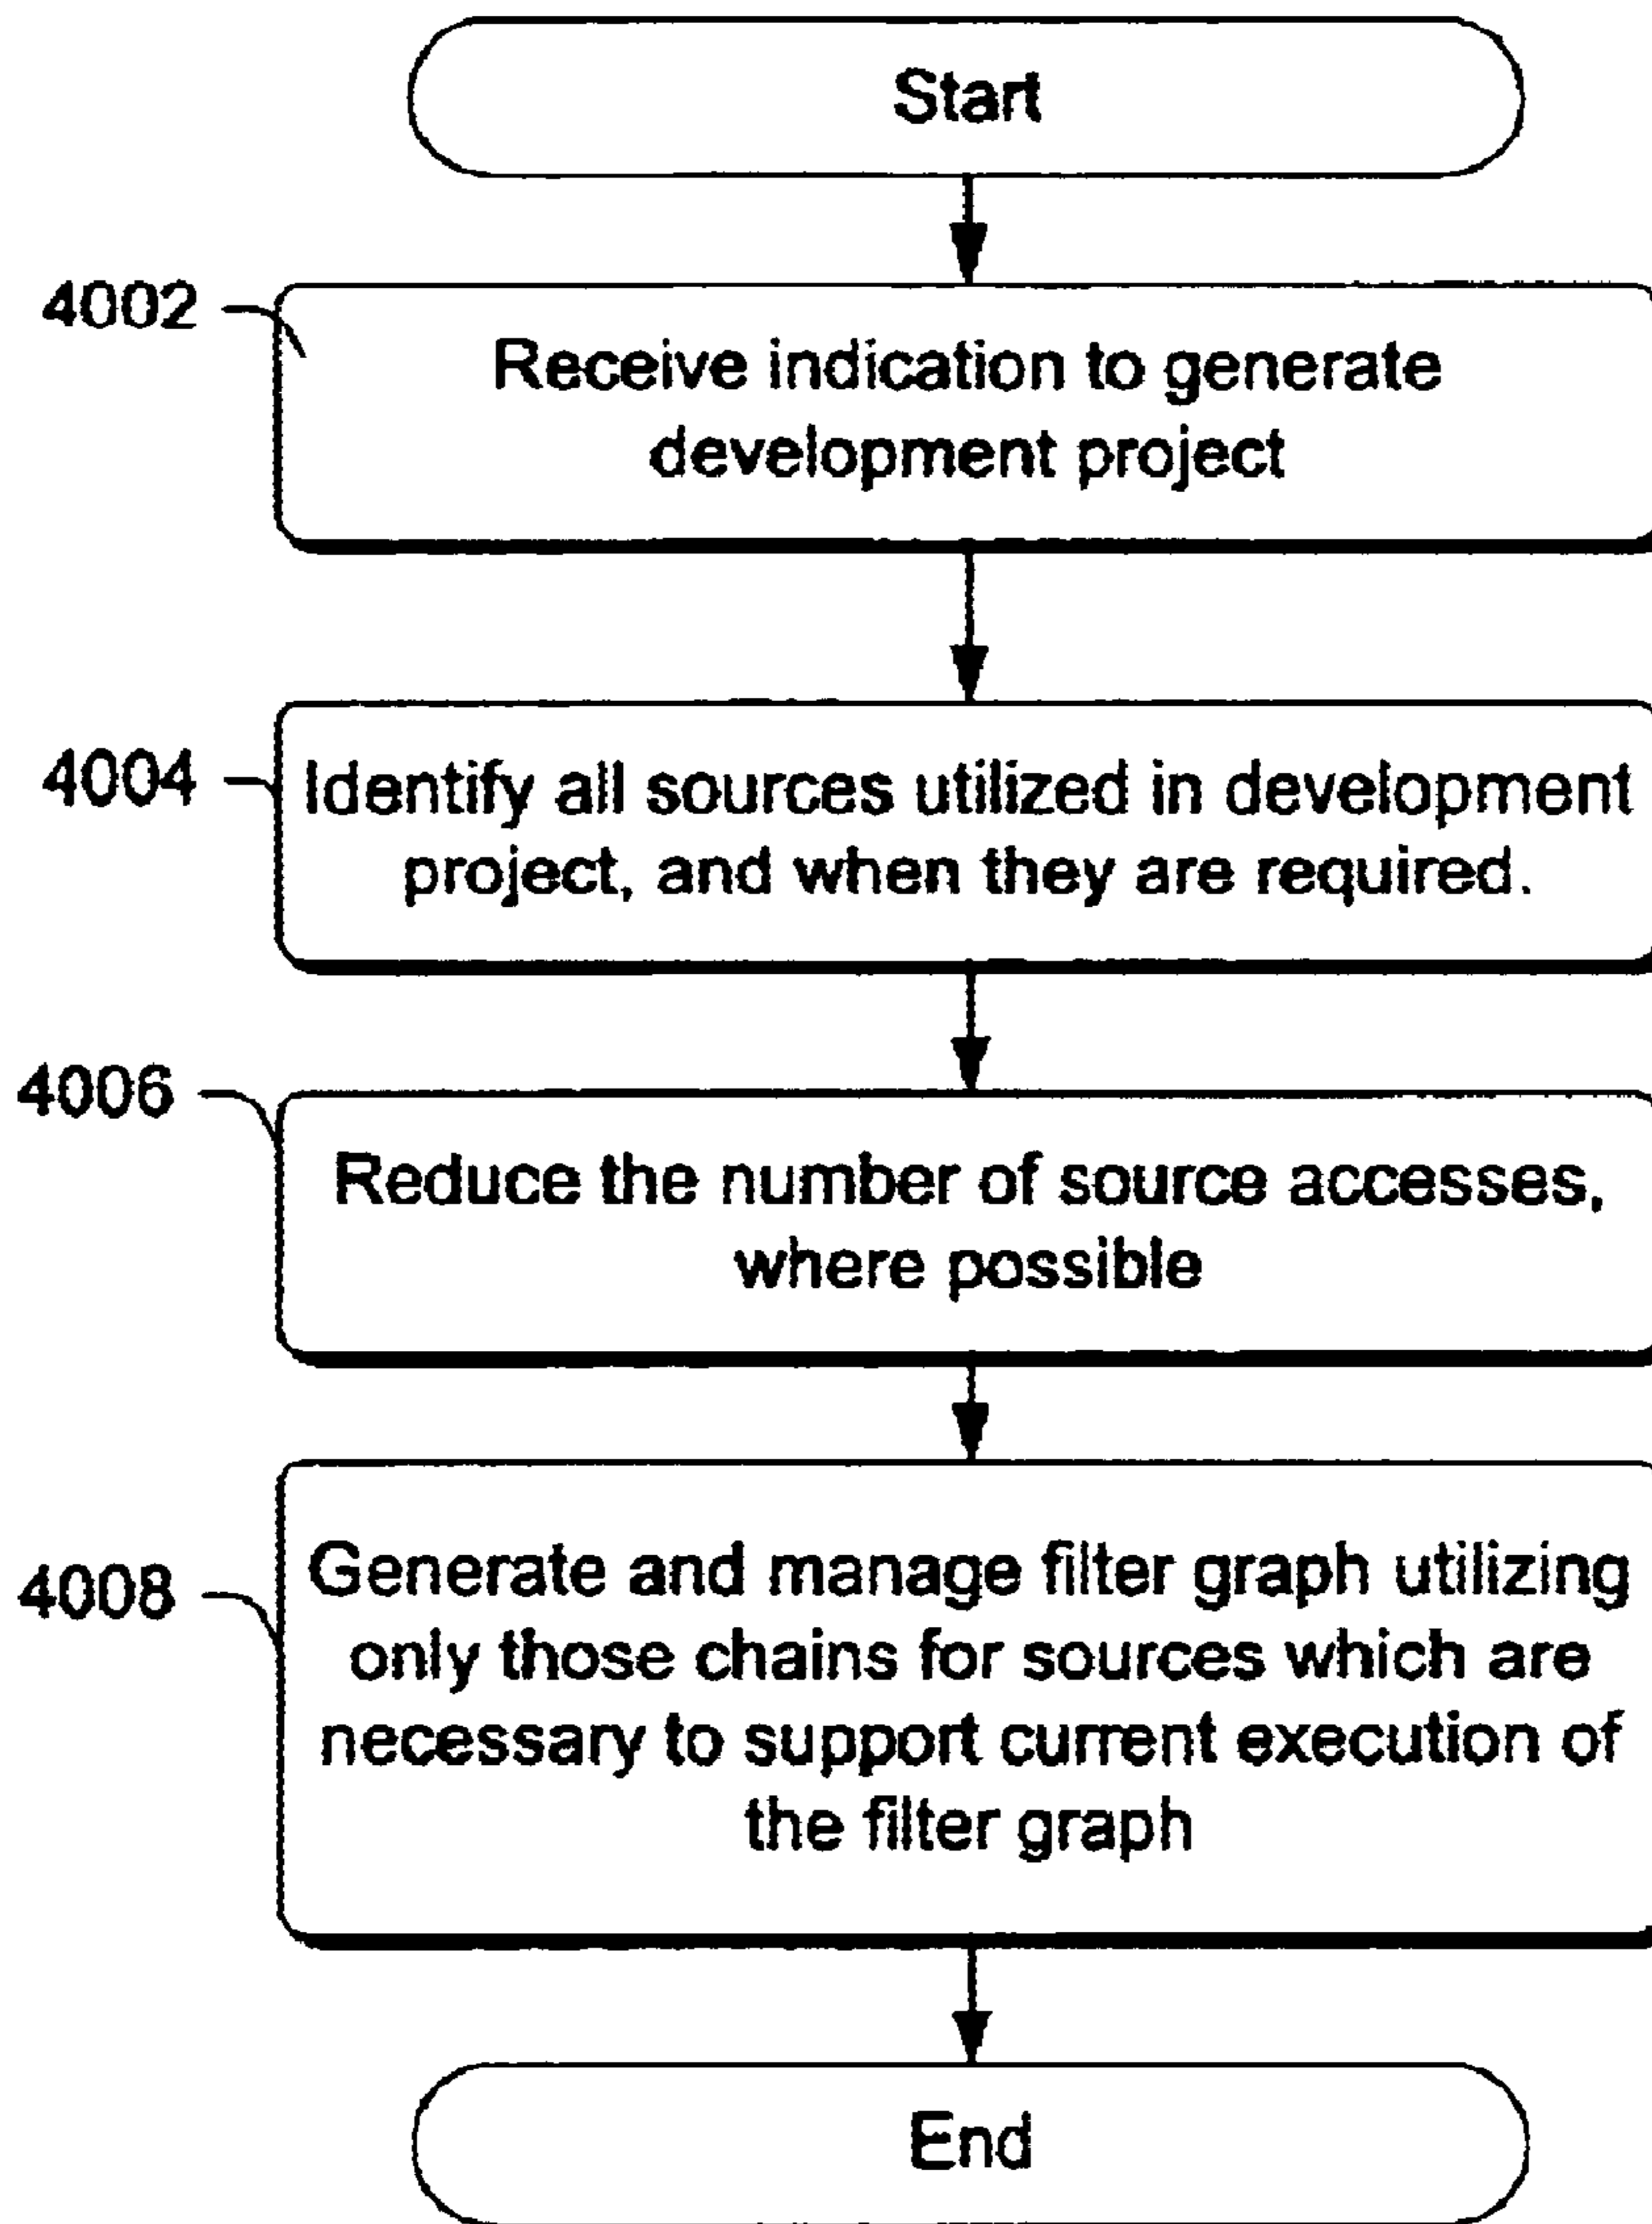 Start
4002
Receive indication to generate
development project
4004
Identify all sources utilized in development
project, and when they are required.
4006
Reduce the number of source accesses,
where possible
4008
Generate and manage filter graph utilizing
only those chains for sources which are
necessary to support current execution of
the filter graph
End